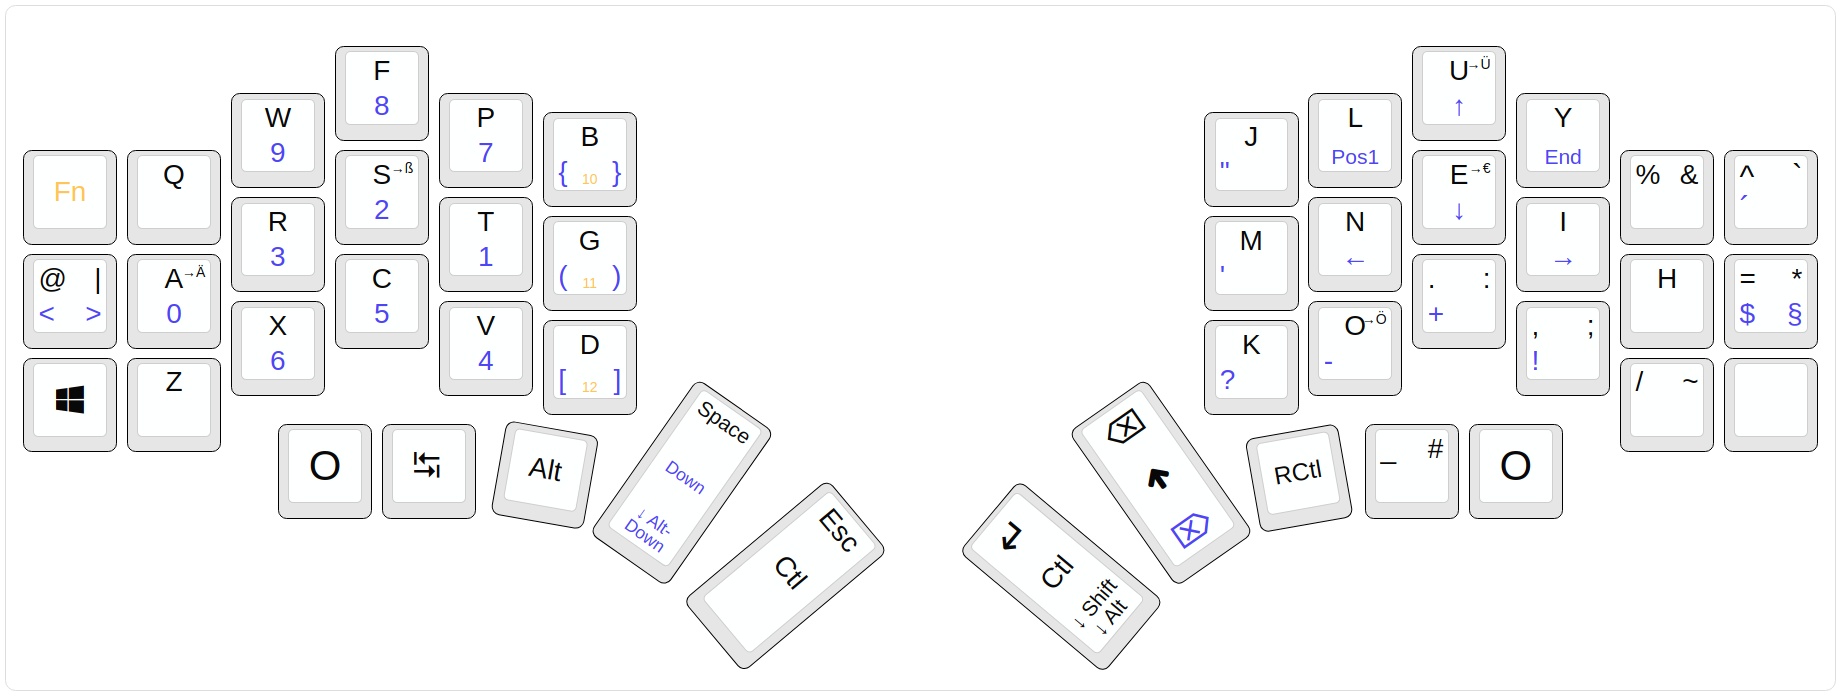 Fn
Q
W
9
F
8
P
7
B
{ 10 }
@ |
< >
A→Ä
0
R
3
S→ß
2
T
1
G
( 11 )
Z
X
6
C
5
V
4
D
[ 12 ]
O
Alt
Space
Down
↓ Alt-
Down
Esc
Ctl
J
"
L
Pos1
U→Ü
↑
Y
End
% &
^ `
´
M
'
N
←
E→€
↓
I
→
H
= *
$ §
K
?
O→Ö
-
. :
+
, ;
!
/ ~
Ctl
→ Shift
→ Alt
RCtl
_ #
O